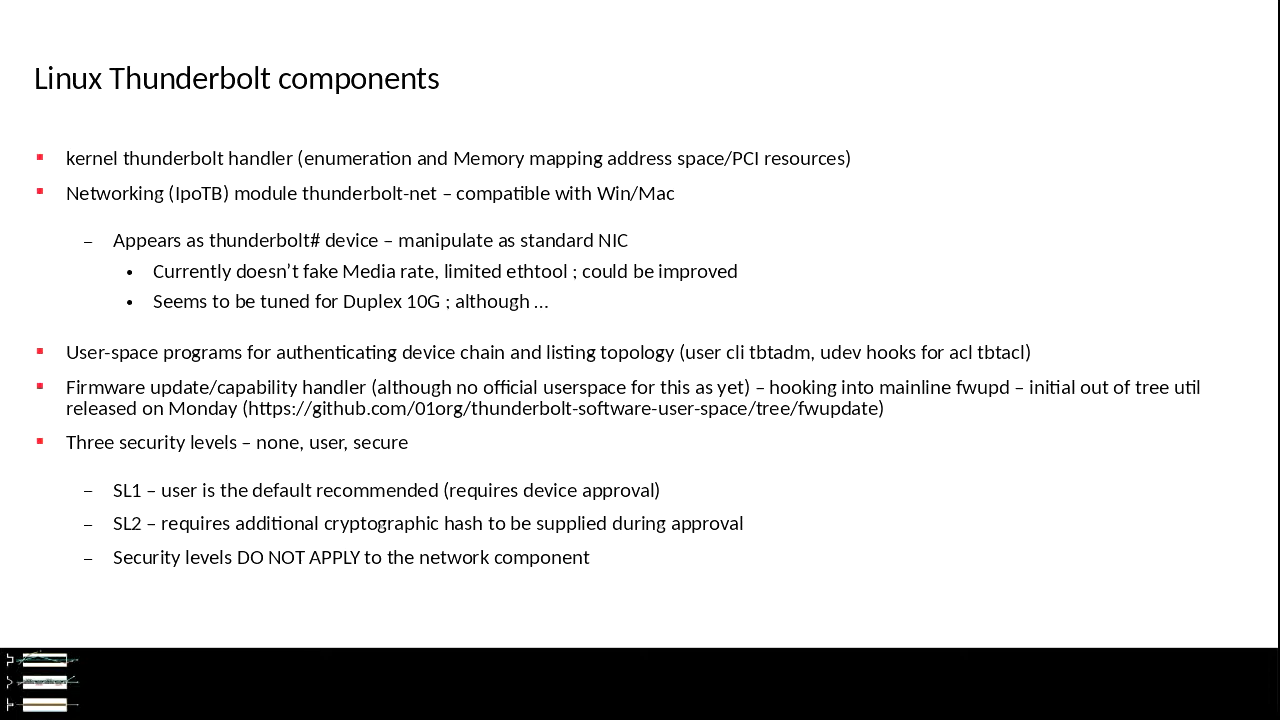 Linux Thunderbolt components
kernel thunderbolt handler (enumeration and Memory mapping address space/PCI resources)
Networking (IpoTB) module thunderbolt-net – compatible with Win/Mac
– Appears as thunderbolt# device – manipulate as standard NIC
• Currently doesn't fake Media rate, limited ethtool ; could be improved
• Seems to be tuned for Duplex 10G ; although ...
User-space programs for authenticating device chain and listing topology (user cli tbtadm, udev hooks for acl tbtacl)
Firmware update/capability handler (although no official userspace for this as yet) – hooking into mainline fwupd – initial out of tree util
released on Monday (https://github.com/01org/thunderbolt-software-user-space/tree/fwupdate)
Three security levels – none, user, secure
– SL1 – user is the default recommended (requires device approval)
– SL2 – requires additional cryptographic hash to be supplied during approval
– Security levels DO NOT APPLY to the network component